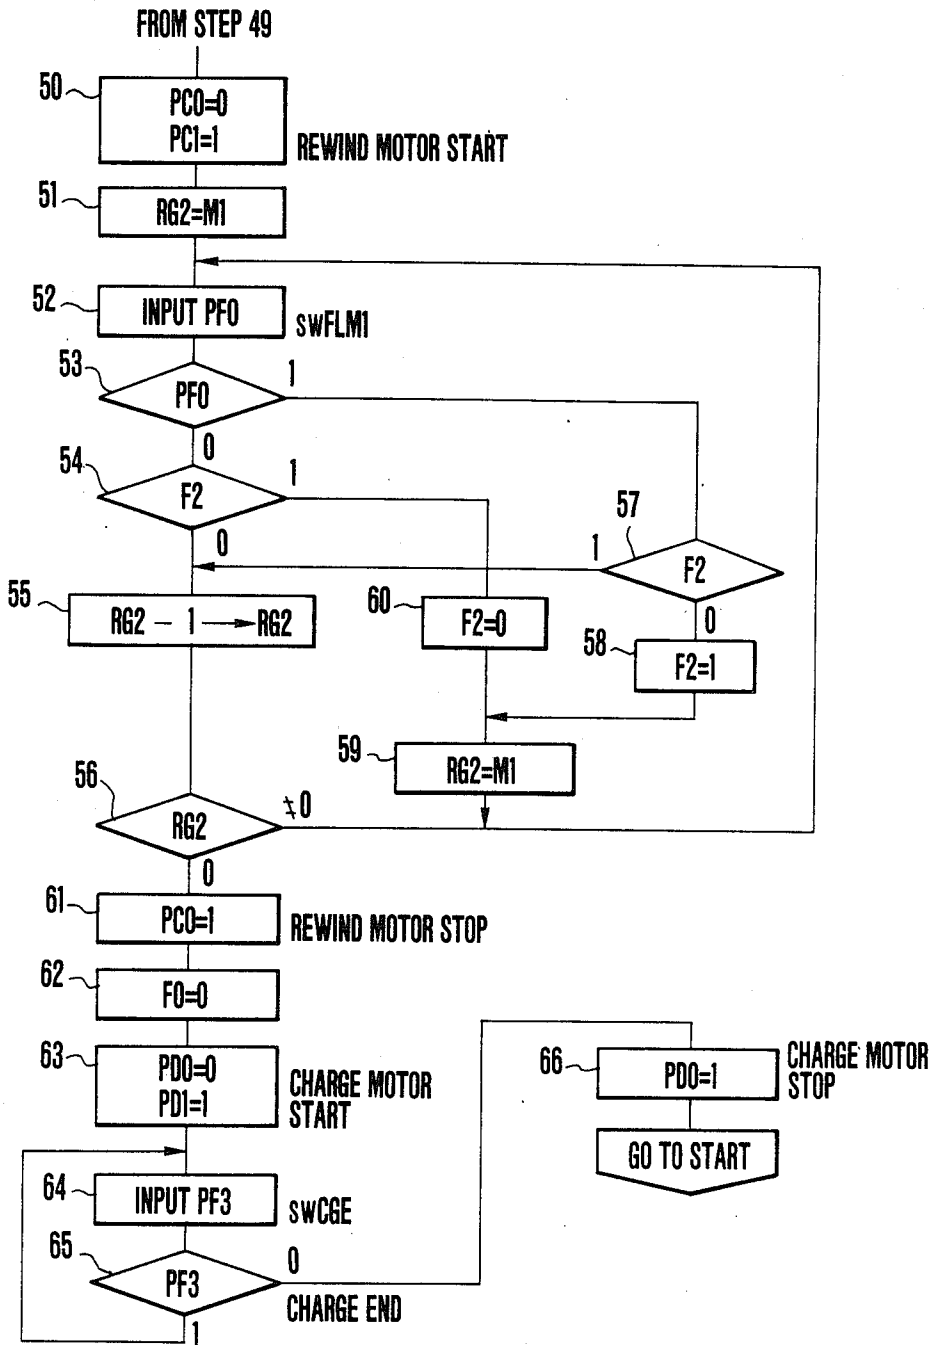 FROM STEP 49
50
PC0=0
PC1=1
REWIND MOTOR START
51
RG2=M1
52
INPUT PF0
swFLM1
53
PF0
1
0
54
F2
1
0
57
F2
1
0
55
RG2 — 1 → RG2
60
F2=0
58
F2=1
59
RG2=M1
56
RG2
≠0
0
61
PC0=1
REWIND MOTOR STOP
62
F0=0
63
PD0=0
PD1=1
CHARGE MOTOR
START
64
INPUT PF3
swCGE
65
PF3
0
CHARGE END
1
66
PD0=1
CHARGE MOTOR
STOP
GO TO START